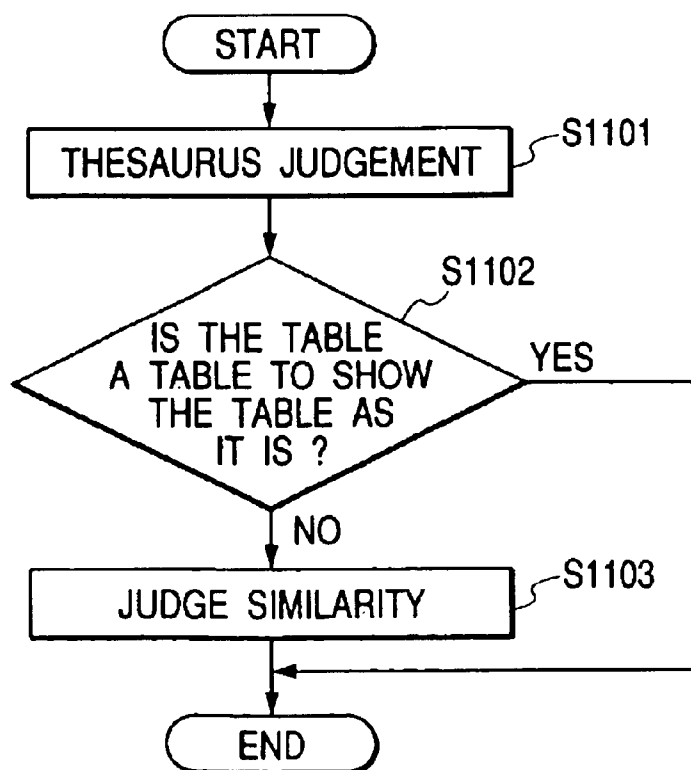 START
THESAURUS JUDGEMENT
S1101
S1102
IS THE TABLE
A TABLE TO SHOW
THE TABLE AS
IT IS ?
YES
NO
JUDGE SIMILARITY
S1103
END